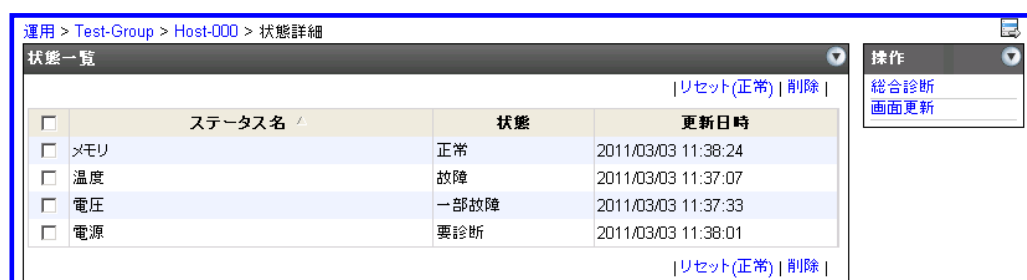 運用 > Test-Group > Host-000 > 状態詳細
状態一覧
|リセット(正常) | 削除 |
ステータス名 状態 更新日時
メモリ 正常 2011/03/03 11:38:24
温度 故障 2011/03/03 11:37:07
電圧 一部故障 2011/03/03 11:37:33
電源 要診断 2011/03/03 11:38:01
|リセット(正常) | 削除 |
操作
総合診断
画面更新